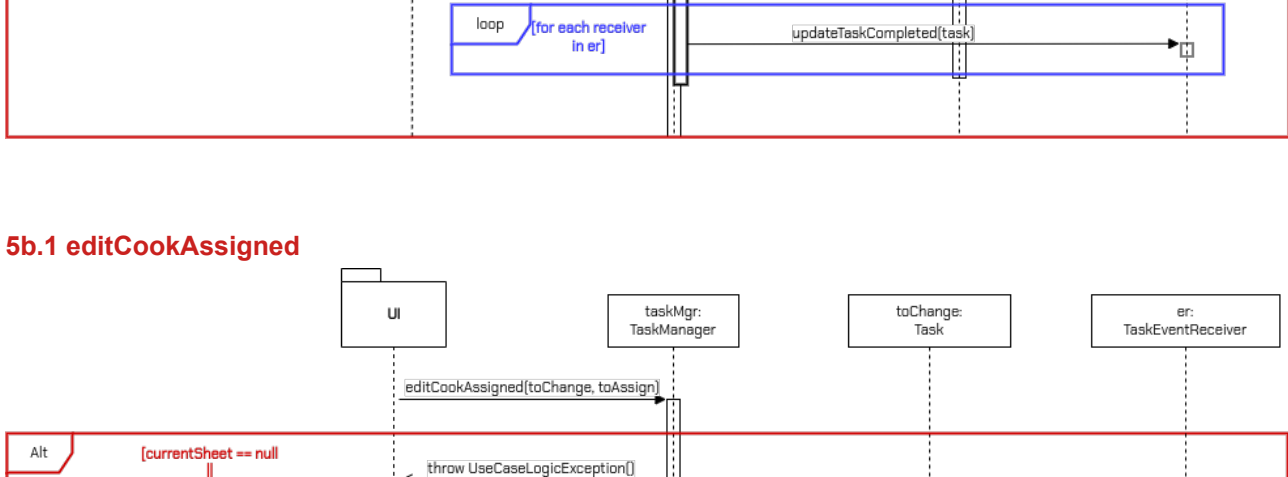 loop
[for each receiver
in er]
updateTaskCompleted(task)
5b.1 editCookAssigned
UI
taskMgr:
TaskManager
toChange:
Task
er:
TaskEventReceiver
editCookAssigned(toChange, toAssign)
Alt
[currentSheet == null
||
throw UseCaseLogicException()